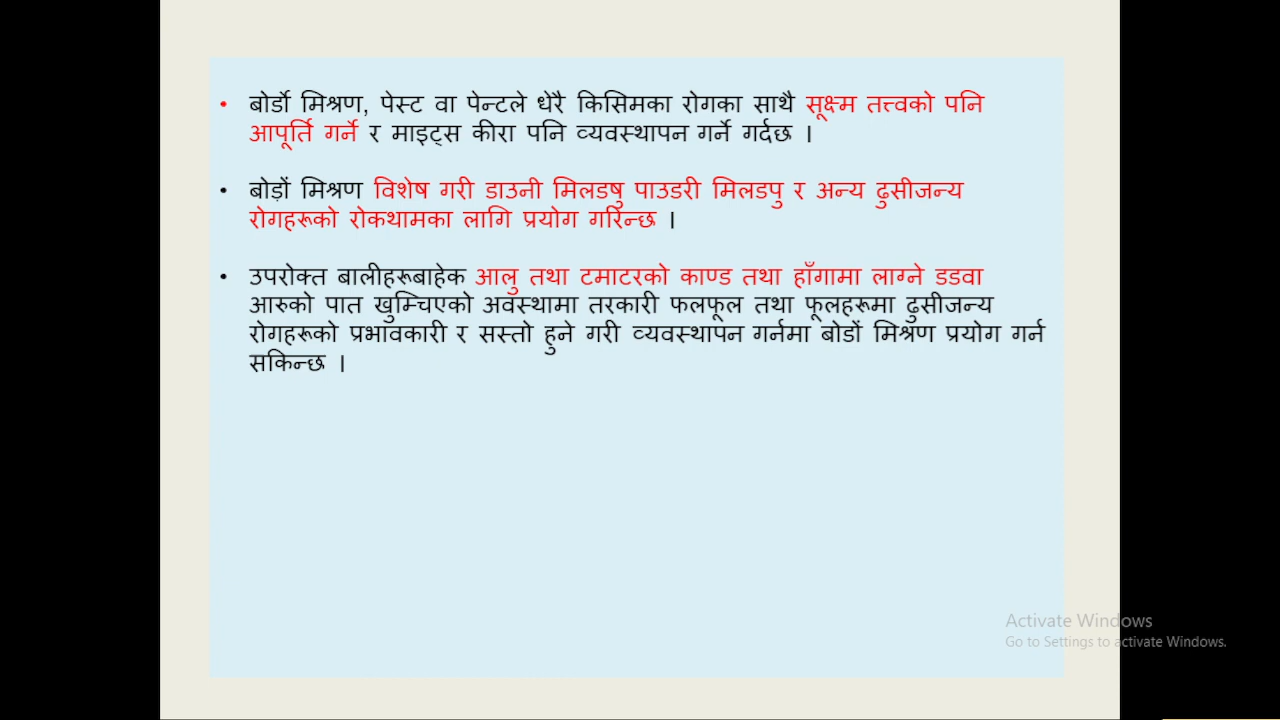 • बोर्डो मिश्रण, पेस्ट वा पेन्टले धेरै किसिमका रोगका साथै सूक्ष्म तत्त्वको पनि
आपूर्ति गर्ने र माइट्स कीरा पनि व्यवस्थापन गर्ने गर्दछ ।
• बोड़ों मिश्रण विशेष गरी डाउनी मिलडषु पाउडरी मिलडपु र अन्य ढुसीजन्य
रोगहरूको रोकथामका लागि प्रयोग गरिन्छ ।
• उपरोक्त बालीहरूबाहेक आलु तथा टमाटरको काण्ड तथा हाँगामा लाग्ने डडवा
आरुको पात खुम्चिएको अवस्थामा तरकारी फलफूल तथा फूलहरूमा ढुसीजन्य
रोगहरूको प्रभावकारी र सस्तो हुने गरी व्यवस्थापन गर्नमा बोडों मिश्रण प्रयोग गर्न
सकिन्छ ।
Activate Windows
Go to Settings to activate Windows.